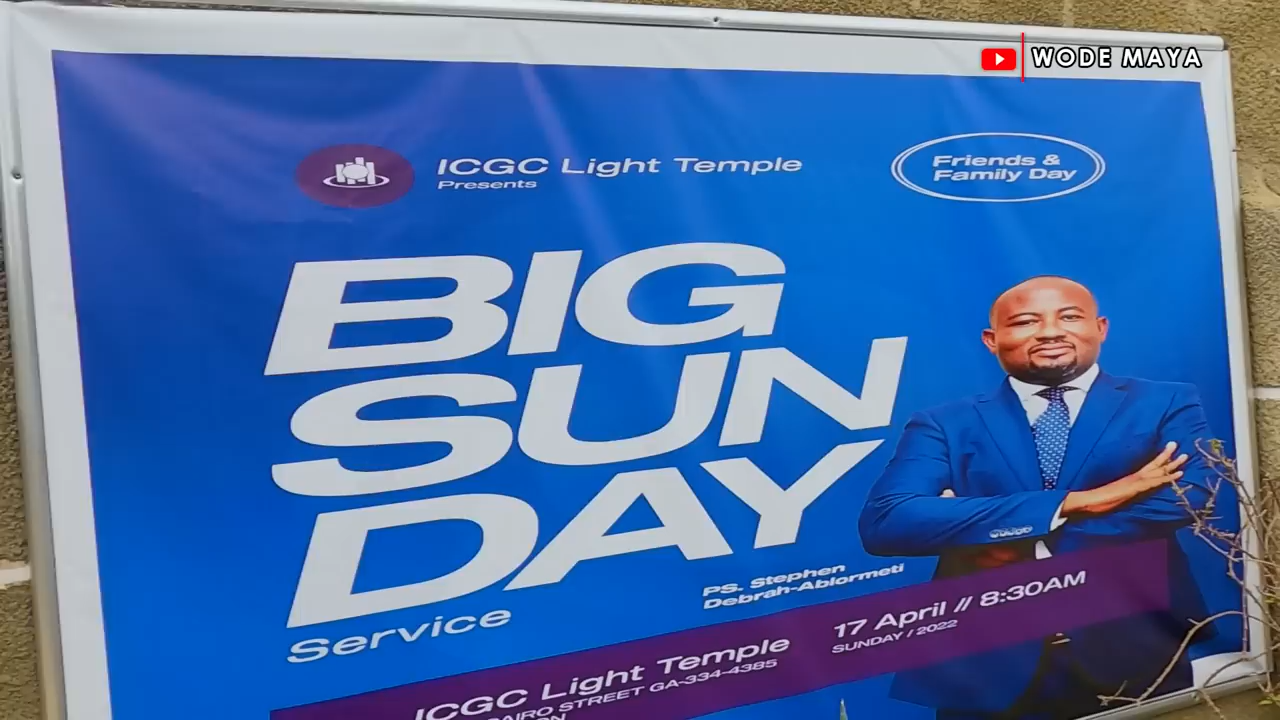 WODE MAYA
ICGC Light Temple
Presents
Friends &
Family Day
BIG
SUN
DAY
Service
PS. Stephen
Debrah-Ablormeti
ICGC Light Temple
STREET GA-334-4385
17 April // 8:30AM
SUNDAY / 2022